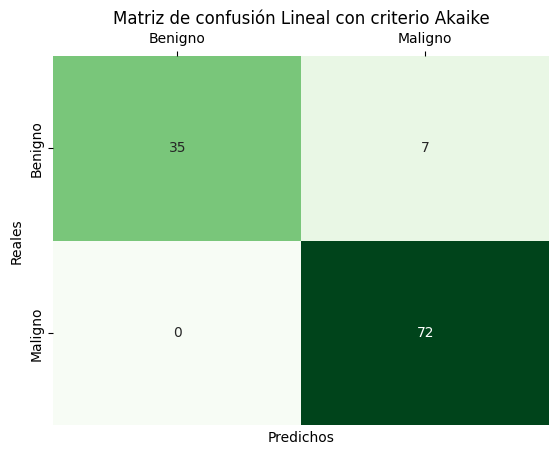 Matriz de confusión Lineal con criterio Akaike
Benigno Maligno
Benigno
35 7
Reales
Maligno
0 72
Predichos